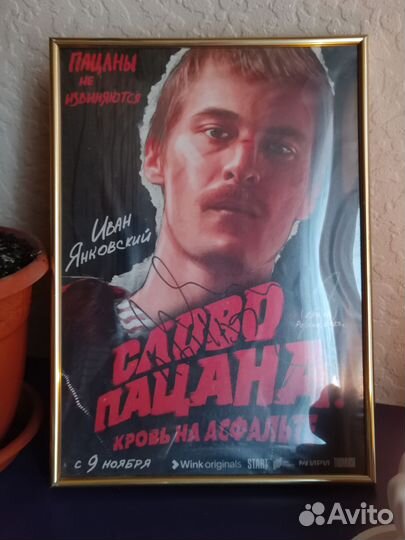 ПАЦАНЫ
НЕ
ИЗВИНЯЮТСЯ
ИВАН
ЯНКОВСКИЙ
СЛОВО
ПАЦАНА.
КРОВЬ НА АСФАЛЬТЕ
С 9 НОЯБРЯ
Wink originals START
Avito